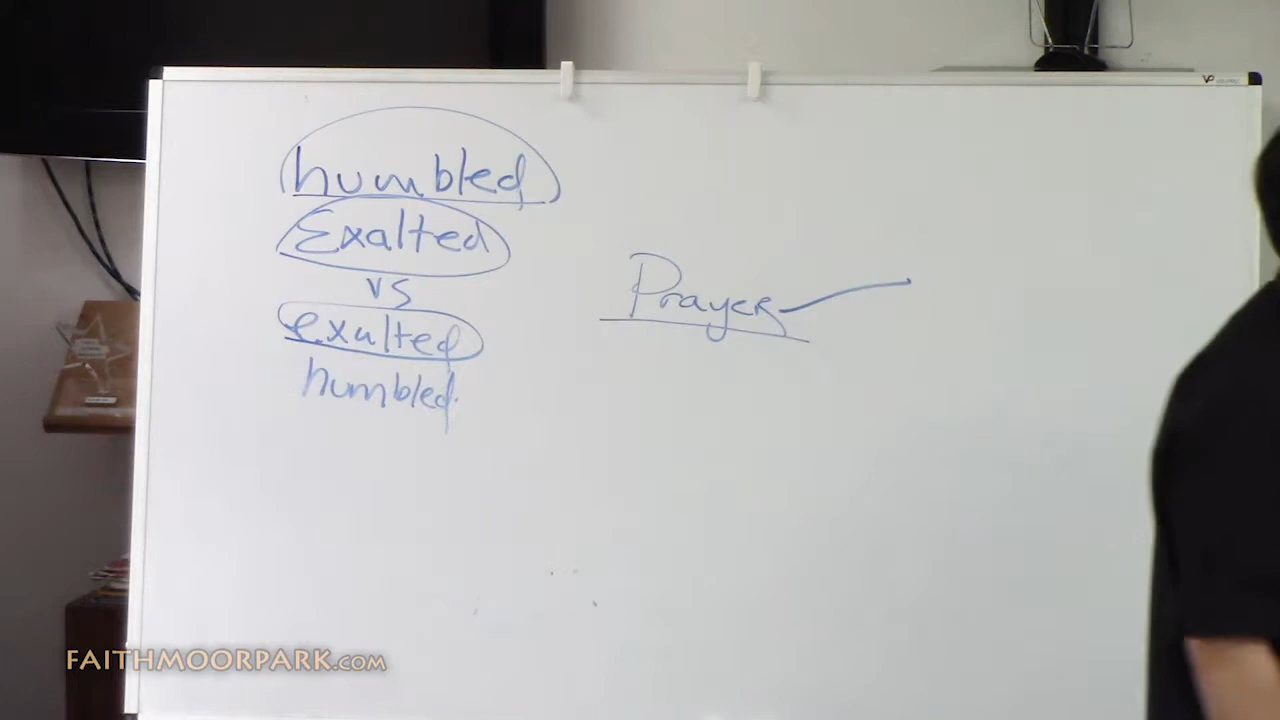 humbled
Exalted
vs
exalted
humbled.
Prayer
FAITHMOORPARK.COM